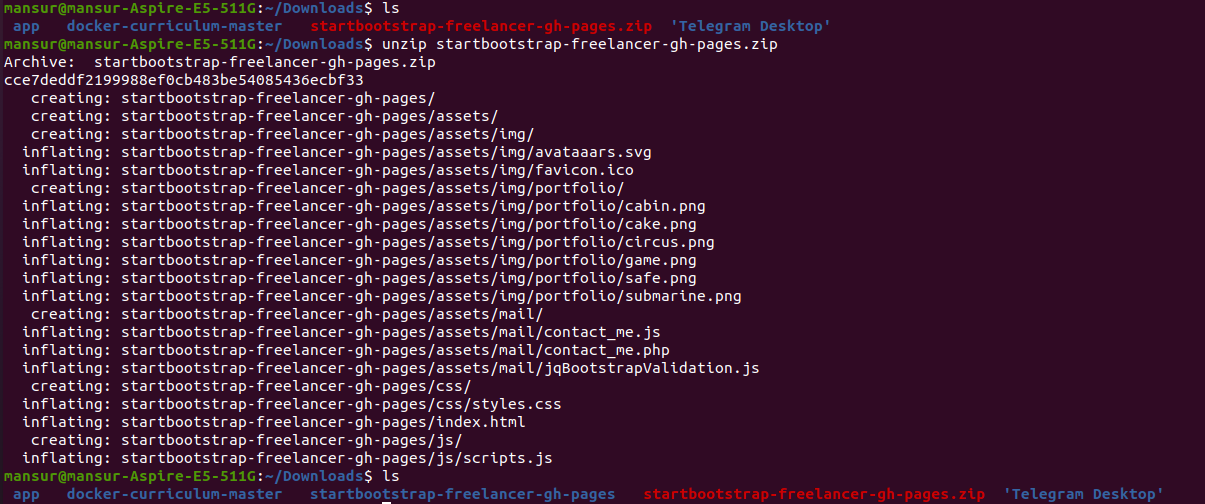 mansur@mansur-Aspire-E5-511G:~/Downloads$ ls
app docker-curriculum-master startbootstrap-freelancer-gh-pages.zip 'Telegram Desktop'
mansur@mansur-Aspire-E5-511G:~/Downloads$ unzip startbootstrap-freelancer-gh-pages.zip
Archive: startbootstrap-freelancer-gh-pages.zip
cce7deddf2199988ef0cb483be54085436ecbf33
creating: startbootstrap-freelancer-gh-pages/
creating: startbootstrap-freelancer-gh-pages/assets/
creating: startbootstrap-freelancer-gh-pages/assets/img/
inflating: startbootstrap-freelancer-gh-pages/assets/img/avataaars.svg
inflating: startbootstrap-freelancer-gh-pages/assets/img/favicon.ico
creating: startbootstrap-freelancer-gh-pages/assets/img/portfolio/
inflating: startbootstrap-freelancer-gh-pages/assets/img/portfolio/cabin.png
inflating: startbootstrap-freelancer-gh-pages/assets/img/portfolio/cake.png
inflating: startbootstrap-freelancer-gh-pages/assets/img/portfolio/circus.png
inflating: startbootstrap-freelancer-gh-pages/assets/img/portfolio/game.png
inflating: startbootstrap-freelancer-gh-pages/assets/img/portfolio/safe.png
inflating: startbootstrap-freelancer-gh-pages/assets/img/portfolio/submarine.png
creating: startbootstrap-freelancer-gh-pages/assets/mail/
inflating: startbootstrap-freelancer-gh-pages/assets/mail/contact_me.js
inflating: startbootstrap-freelancer-gh-pages/assets/mail/contact_me.php
inflating: startbootstrap-freelancer-gh-pages/assets/mail/jqBootstrapValidation.js
creating: startbootstrap-freelancer-gh-pages/css/
inflating: startbootstrap-freelancer-gh-pages/css/styles.css
inflating: startbootstrap-freelancer-gh-pages/index.html
creating: startbootstrap-freelancer-gh-pages/js/
inflating: startbootstrap-freelancer-gh-pages/js/scripts.js
mansur@mansur-Aspire-E5-511G:~/Downloads$ ls
app docker-curriculum-master startbootstrap-freelancer-gh-pages startbootstrap-freelancer-gh-pages.zip 'Telegram Desktop'